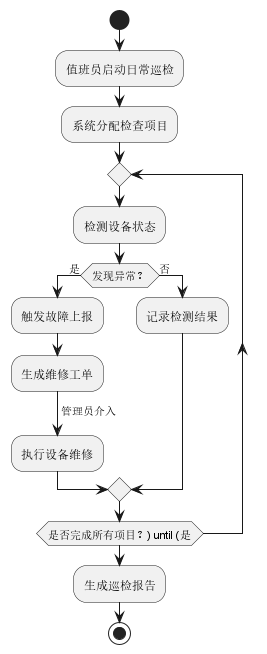 值班员启动日常巡检
系统分配检查项目
检测设备状态
是
发现异常?
否
触发故障上报
记录检测结果
生成维修工单
管理员介入
执行设备维修
是否完成所有项目?) until (是
生成巡检报告